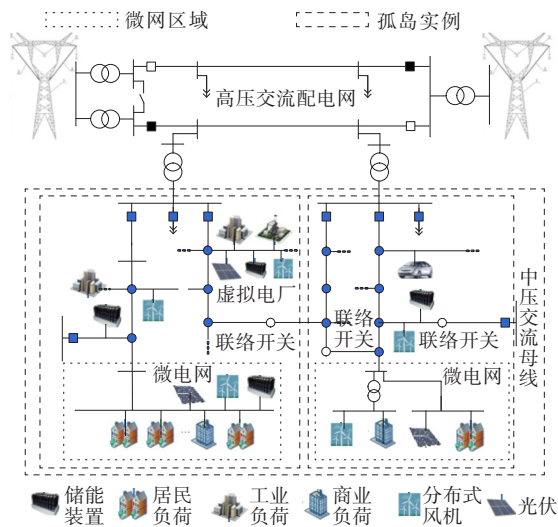 微网区域
孤岛实例
高压交流配电网
虚拟电厂
联络开关
联络
开关
联络开关
中压交流母线
微电网
微电网
储能
装置
居民
负荷
工业
负荷
商业
负荷
分布式
风机
光伏